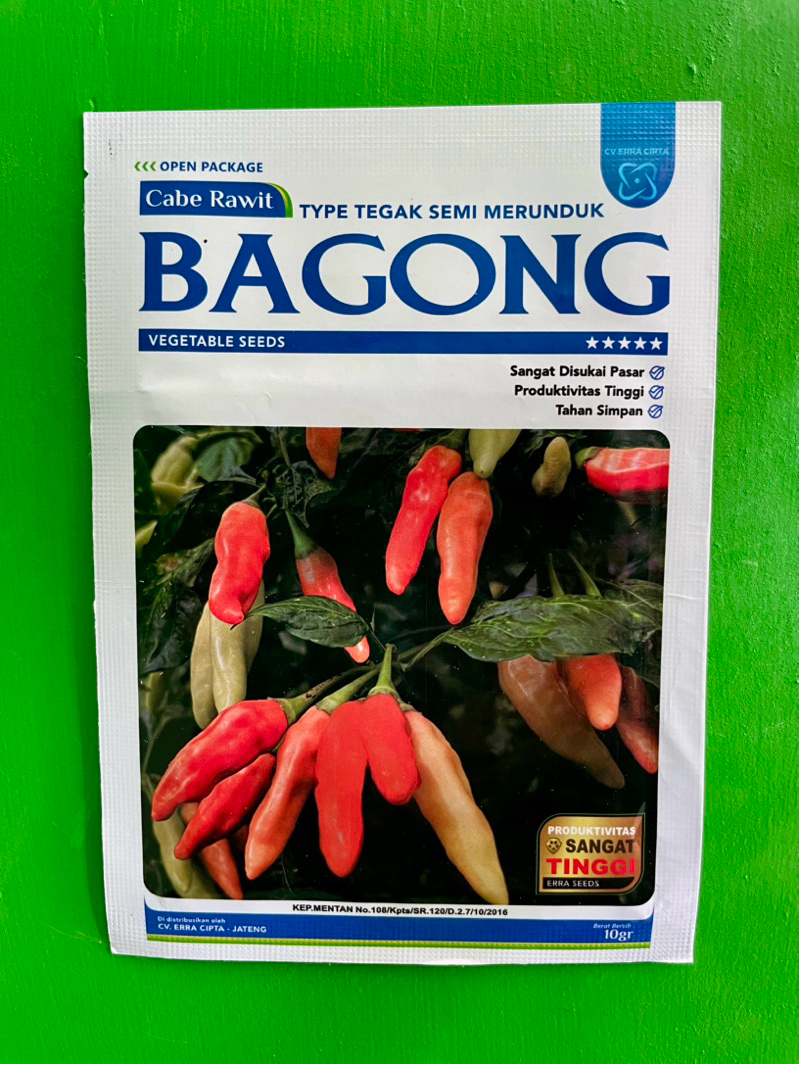 <<< OPEN PACKAGE
CV ERRA CIPTA
Cabe Rawit
TYPE TEGAK SEMI MERUNDUK
BAGONG
VEGETABLE SEEDS
Sangat Disukai Pasar
Produktivitas Tinggi
Tahan Simpan
PRODUKTIVITAS
SANGAT
TINGGI
ERRA SEEDS
KEP.MENTAN No.108/Kpts/SR.120/D.2.7/10/2016
Di distribusikan oleh
CV. ERRA CIPTA - JATENG
Berat Bersih :
10gr